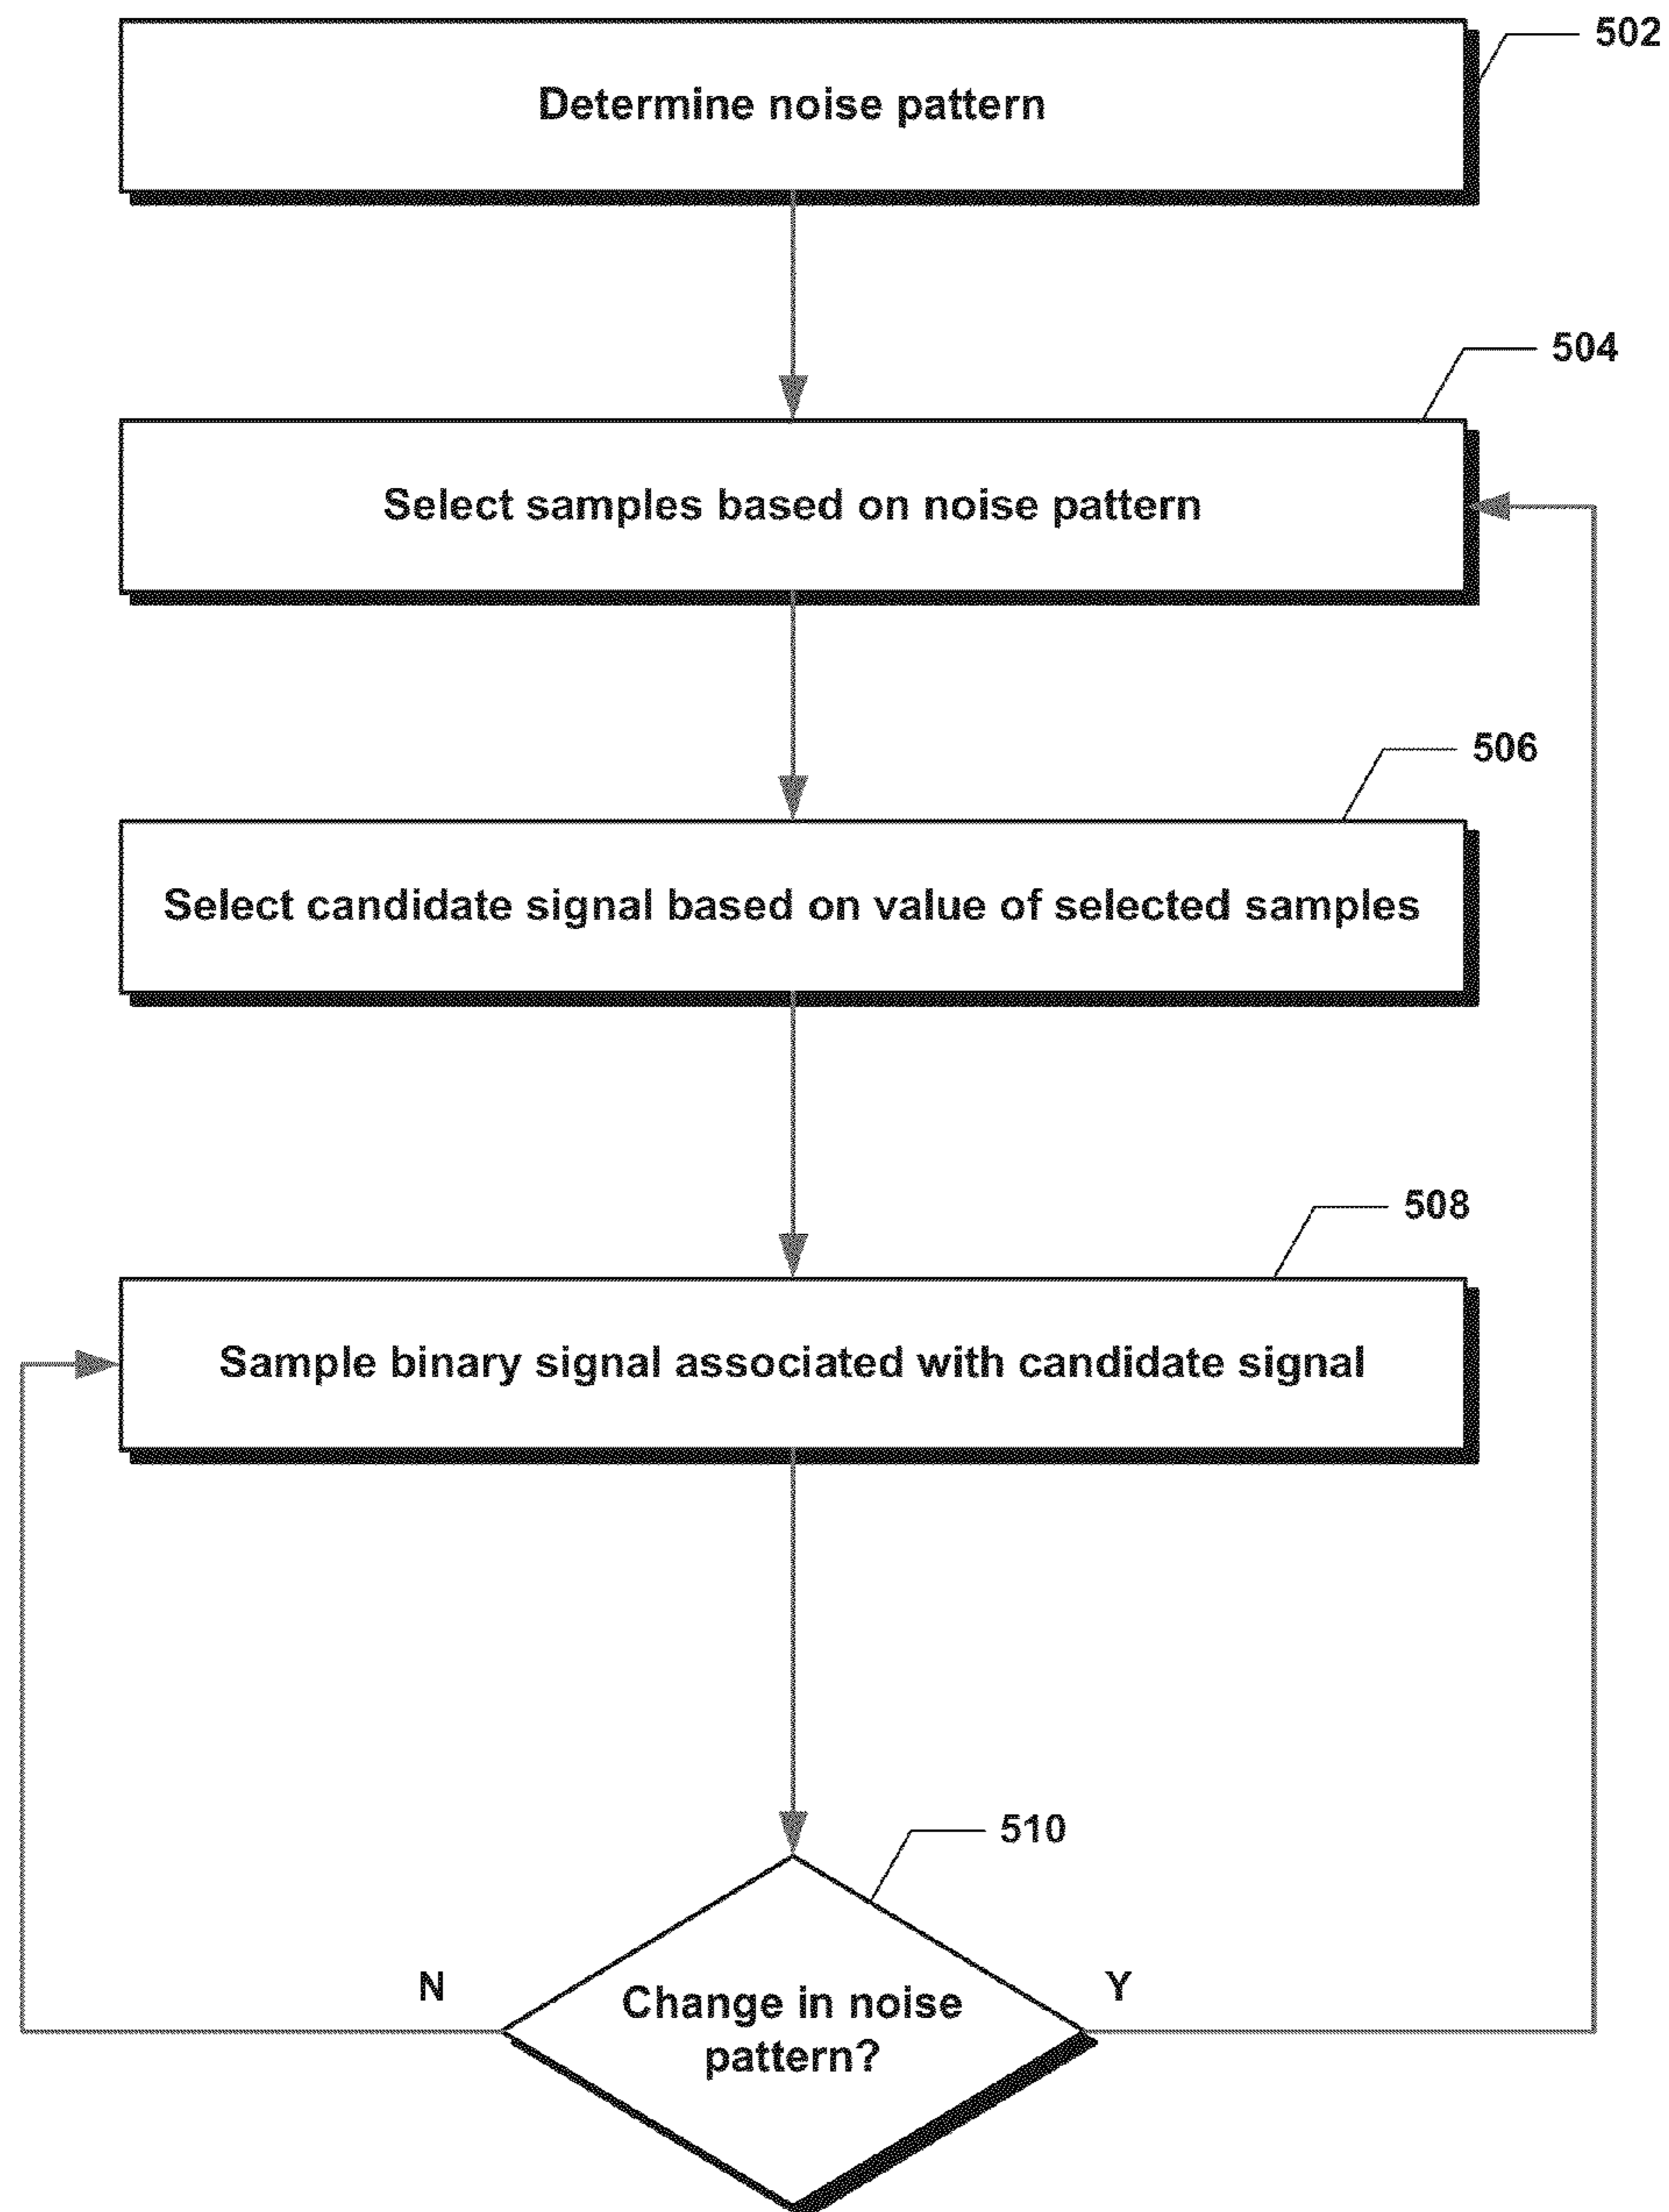 502
Determine noise pattern
504
Select samples based on noise pattern
506
Select candidate signal based on value of selected samples
508
Sample binary signal associated with candidate signal
510
N
Y
Change in noise
pattern?